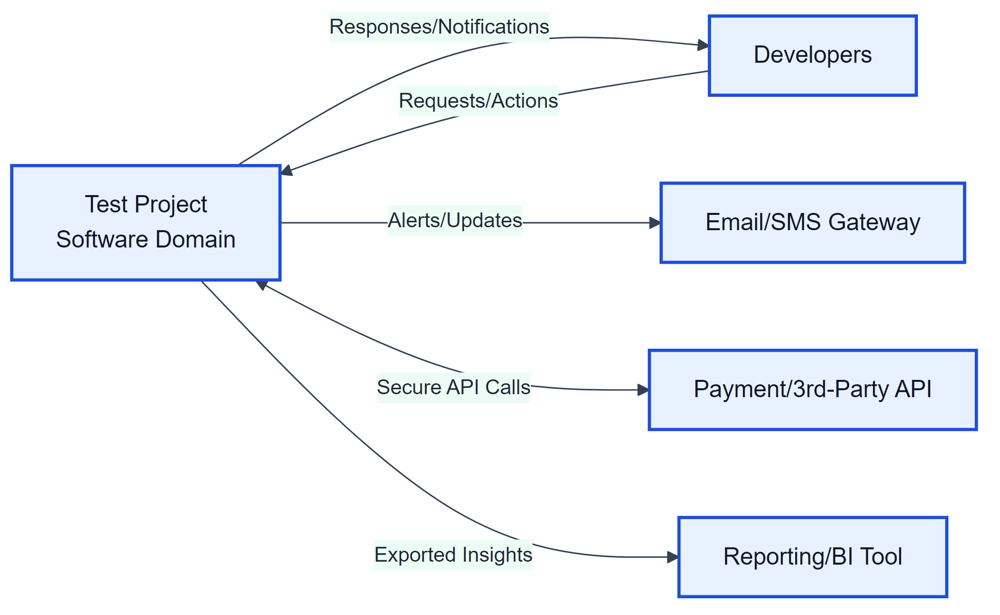 Responses/Notifications
Developers
Requests/Actions
Test Project
Software Domain
Alerts/Updates
Email/SMS Gateway
Secure API Calls
Payment/3rd-Party API
Exported Insights
Reporting/BI Tool